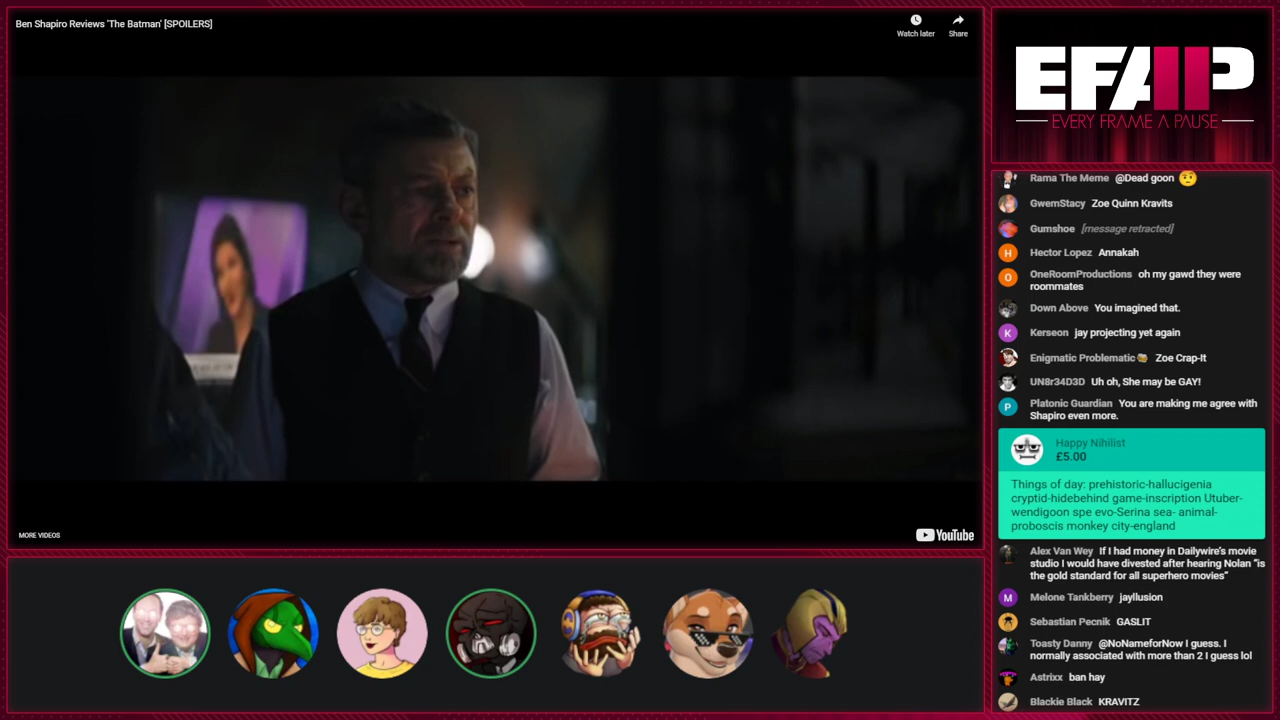 Ben Shapiro Reviews 'The Batman' [SPOILERS]
Watch later
Share
MORE VIDEOS
YouTube
EFAP
EVERY FRAME A PAUSE
Rama The Meme @Dead goon
GwemStacy Zoe Quinn Kravits
Gumshoe [message retracted]
Hector Lopez Annakah
OneRoomProductions oh my gawd they were
roommates
Down Above You imagined that.
Kerseon jay projecting yet again
Enigmatic Problematic Zoe Crap-It
UN8r34D3D Uh oh, She may be GAY!
Platonic Guardian You are making me agree with
Shapiro even more.
Happy Nihilist
£5.00
Things of day: prehistoric-hallucigenia
cryptid-hidebehind game-inscription Utuber-
wendigoon spe evo-Serina sea- animal-
proboscis monkey city-england
Alex Van Wey If I had money in Dailywire's movie
studio I would have divested after hearing Nolan "is
the gold standard for all superhero movies"
Melone Tankberry jayllusion
Sebastian Pecnik GASLIT
Toasty Danny @NoNameforNow I guess. I
normally associated with more than 2 I guess lol
Astrixx ban hay
Blackie Black KRAVITZ